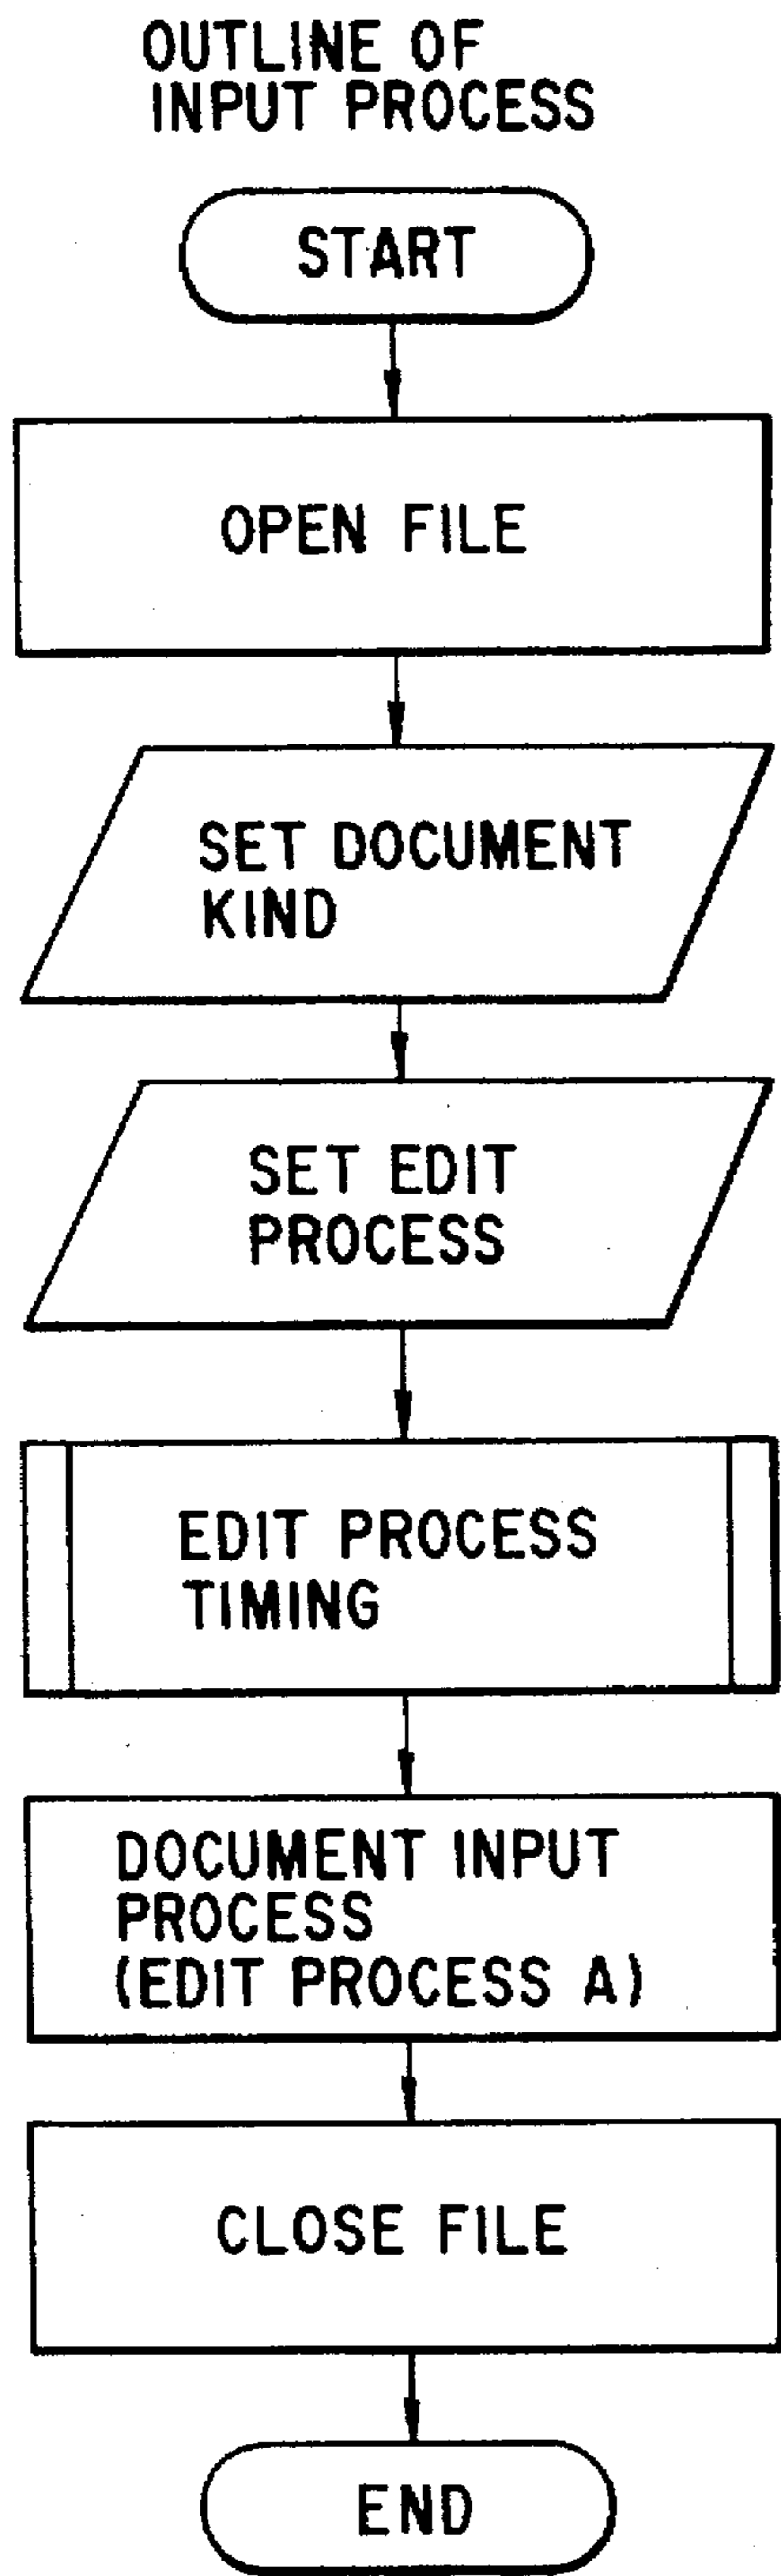 OUTLINE OF
INPUT PROCESS
START
OPEN FILE
SET DOCUMENT
KIND
SET EDIT
PROCESS
EDIT PROCESS
TIMING
DOCUMENT INPUT
PROCESS
(EDIT PROCESS A)
CLOSE FILE
END